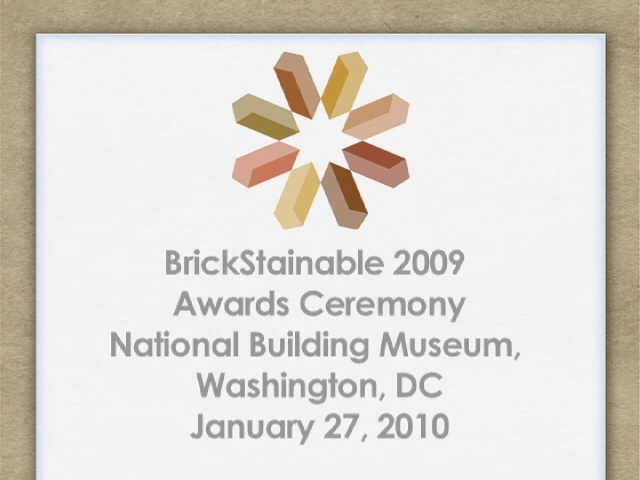 BrickStainable 2009
Awards Ceremony
National Building Museum,
Washington, DC
January 27, 2010